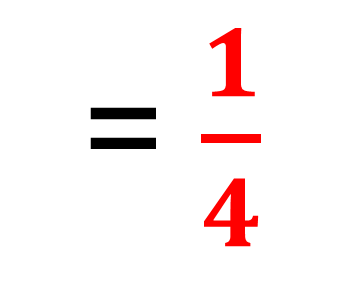 = 1/4